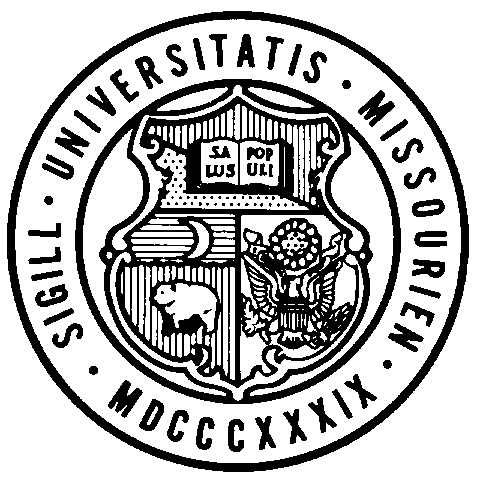 SIGILL · UNIVERSITATIS · MISSOURIEN ·
MDCCCXXXIX ·
SA POP
LUS ULI